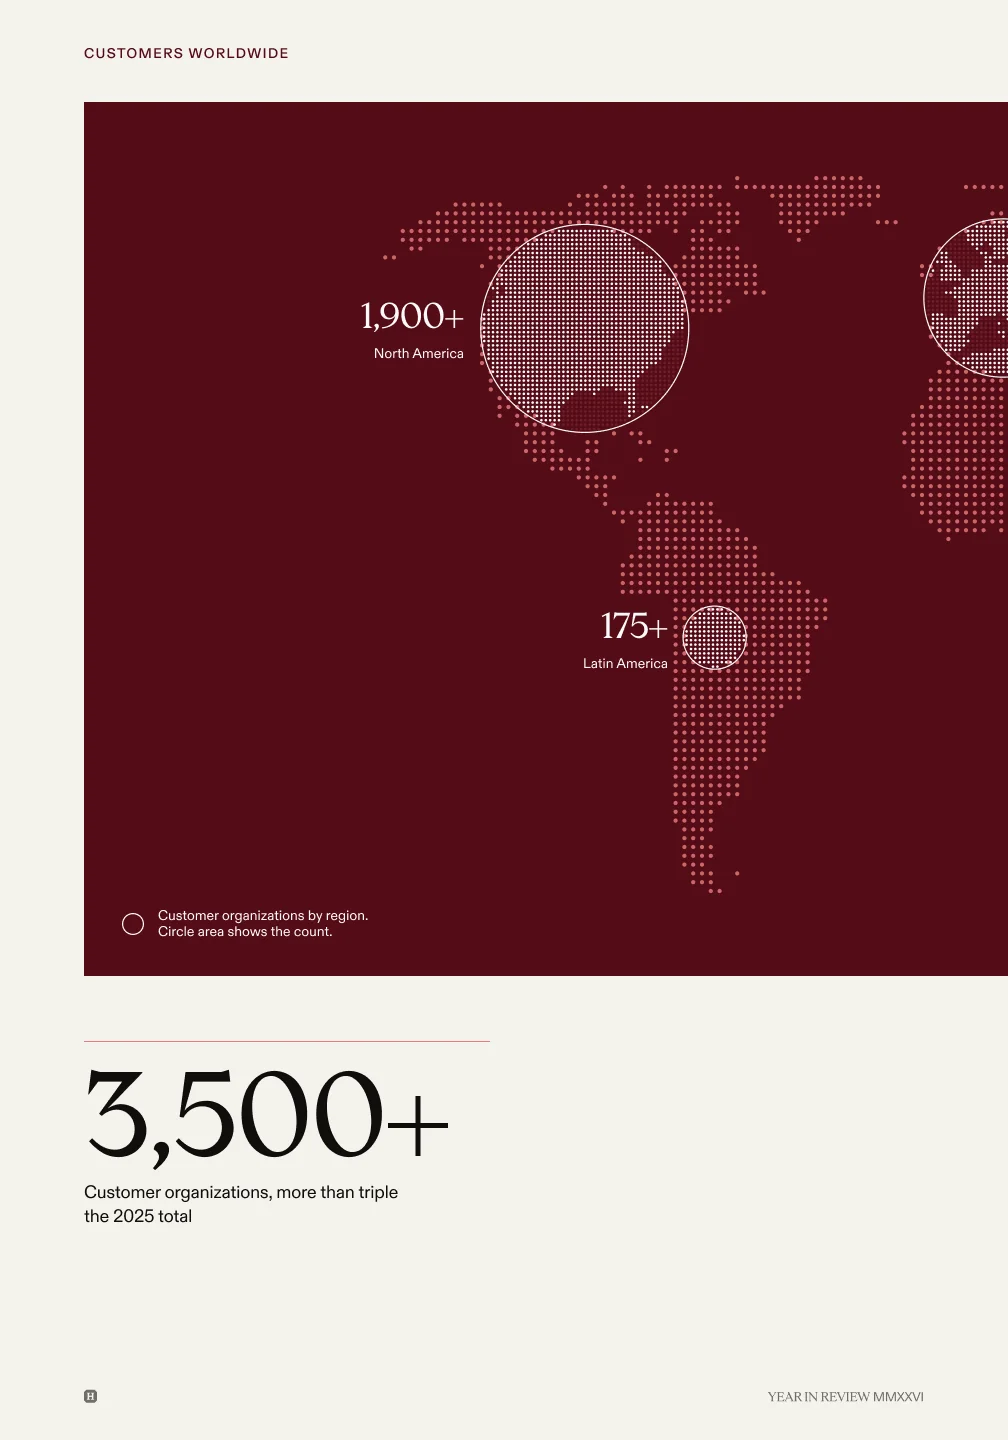 CUSTOMERS WORLDWIDE
1,900+
North America
175+
Latin America
Customer organizations by region.
Circle area shows the count.
3,500+
Customer organizations, more than triple
the 2025 total
H
YEAR IN REVIEW MMXXVI